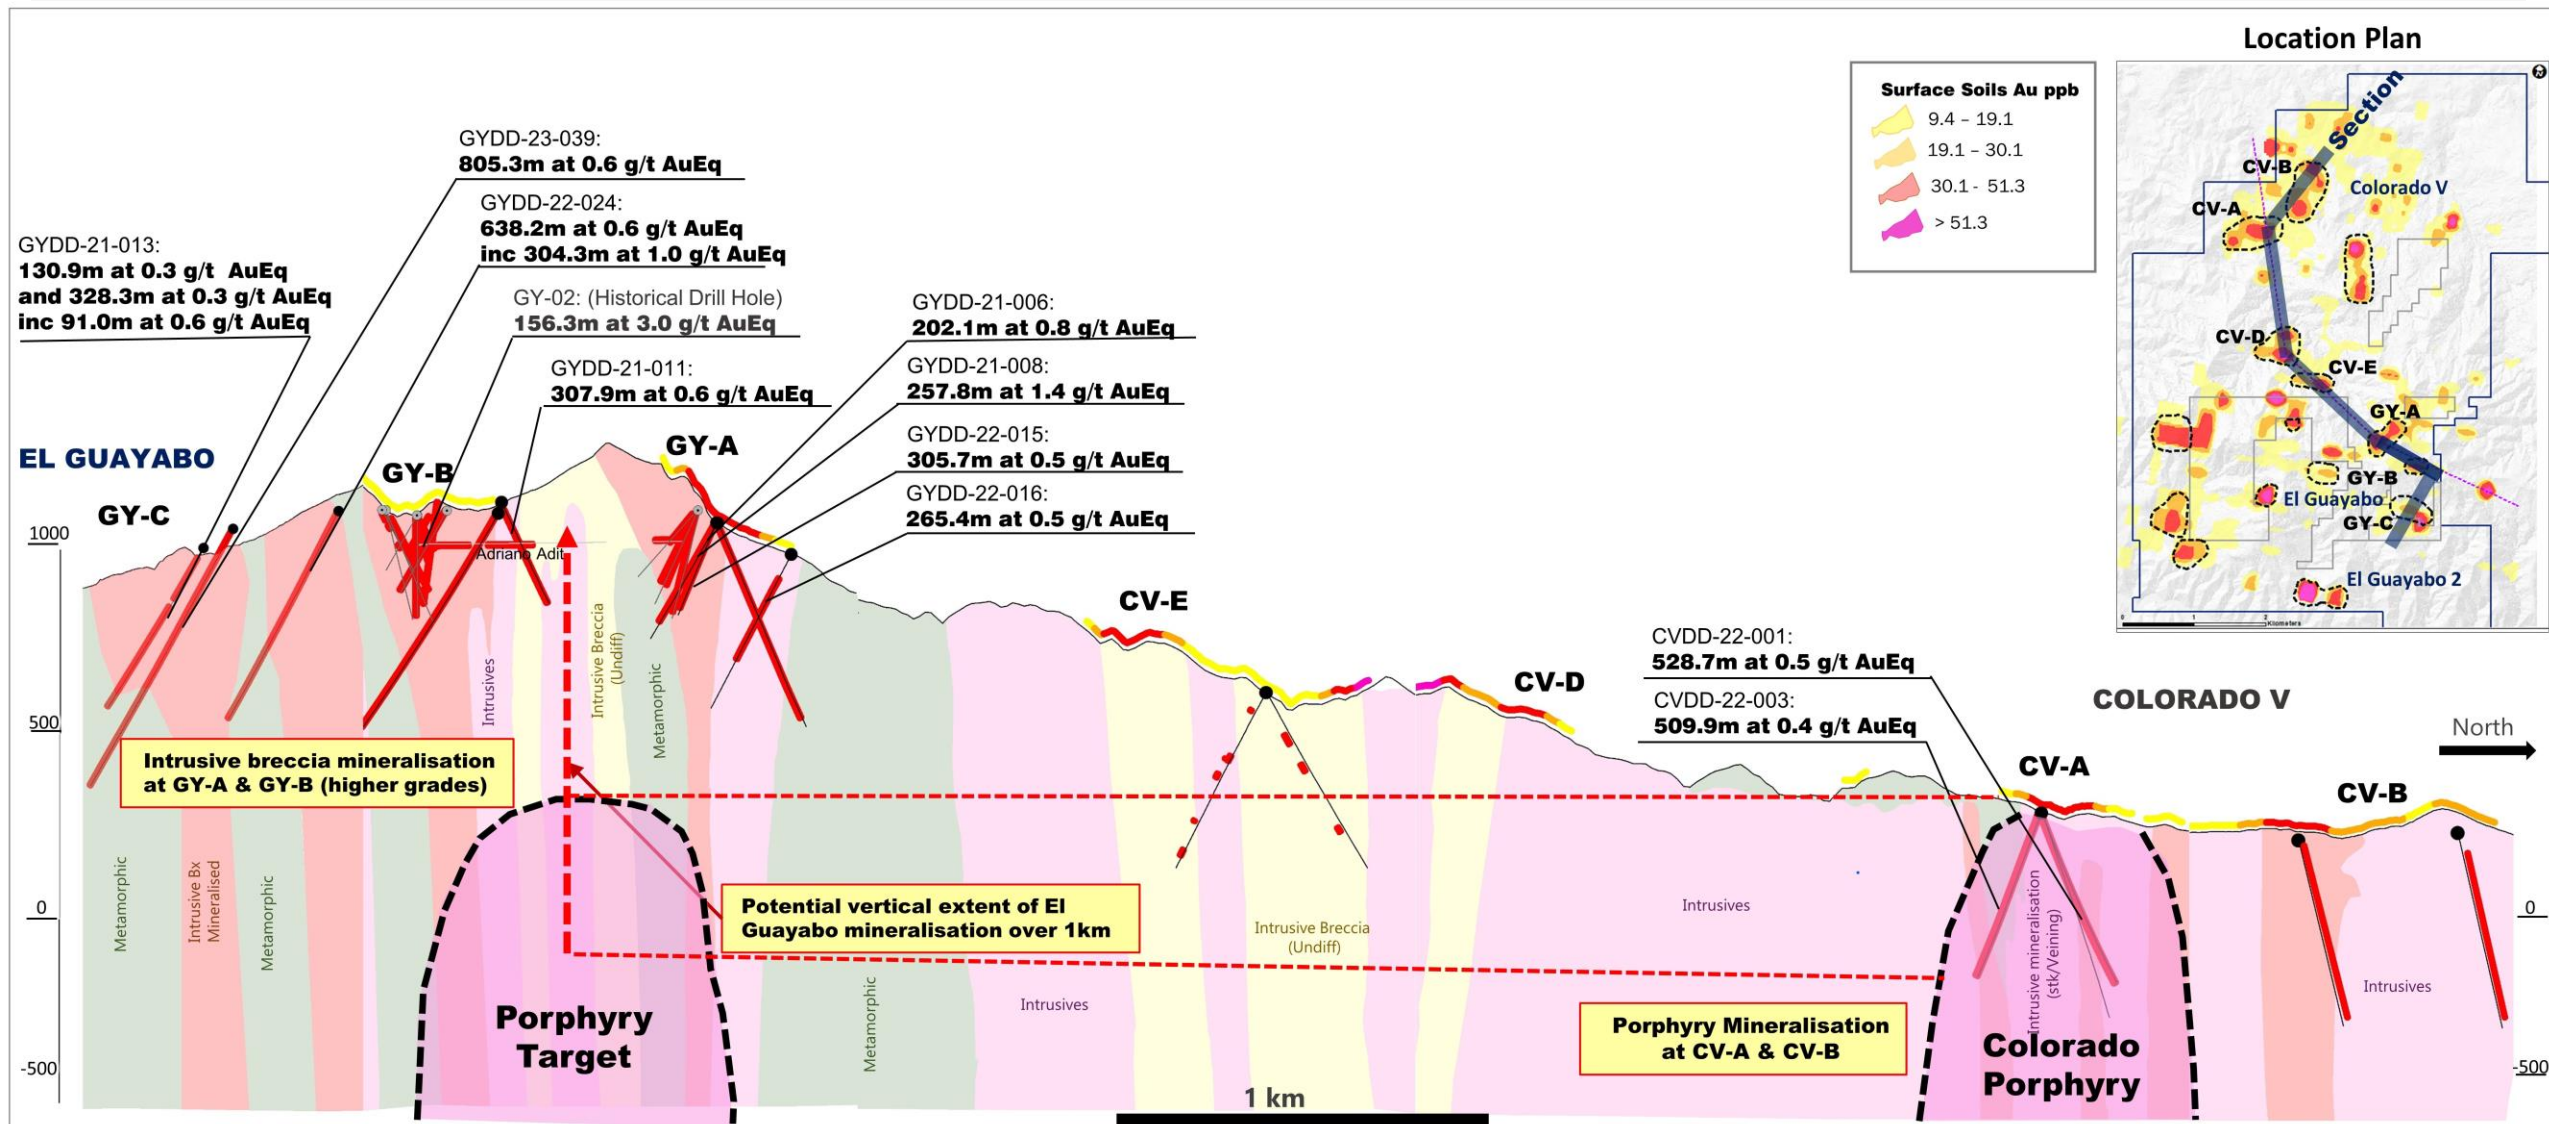 Location Plan
Surface Soils Au ppb
9.4 – 19.1
19.1 – 30.1
30.1 - 51.3
> 51.3
Section
CV-B
Colorado V
CV-A
CV-D
CV-E
GY-A
GY-B
El Guayabo
GY-C
El Guayabo 2
0
1
2
Kilometers
GYDD-23-039:
805.3m at 0.6 g/t AuEq
GYDD-22-024:
638.2m at 0.6 g/t AuEq
inc 304.3m at 1.0 g/t AuEq
GYDD-21-013:
130.9m at 0.3 g/t AuEq
and 328.3m at 0.3 g/t AuEq
inc 91.0m at 0.6 g/t AuEq
GY-02: (Historical Drill Hole)
156.3m at 3.0 g/t AuEq
GYDD-21-011:
307.9m at 0.6 g/t AuEq
GYDD-21-006:
202.1m at 0.8 g/t AuEq
GYDD-21-008:
257.8m at 1.4 g/t AuEq
GYDD-22-015:
305.7m at 0.5 g/t AuEq
GYDD-22-016:
265.4m at 0.5 g/t AuEq
EL GUAYABO
GY-C
GY-B
GY-A
Adriano Adit
CV-E
CV-D
CVDD-22-001:
528.7m at 0.5 g/t AuEq
CVDD-22-003:
509.9m at 0.4 g/t AuEq
COLORADO V
North
CV-A
CV-B
1000
500
0
-500
0
-500
Intrusives
Intrusive Breccia
(Undiff)
Metamorphic
Intrusive breccia mineralisation
at GY-A & GY-B (higher grades)
Metamorphic
Intrusive Bx
Mineralised
Metamorphic
Potential vertical extent of El
Guayabo mineralisation over 1km
Porphyry
Target
Metamorphic
Intrusives
Intrusive Breccia
(Undiff)
Intrusives
Porphyry Mineralisation
at CV-A & CV-B
Intrusive mineralisation
(stk/Veining)
Colorado
Porphyry
Intrusives
1 km